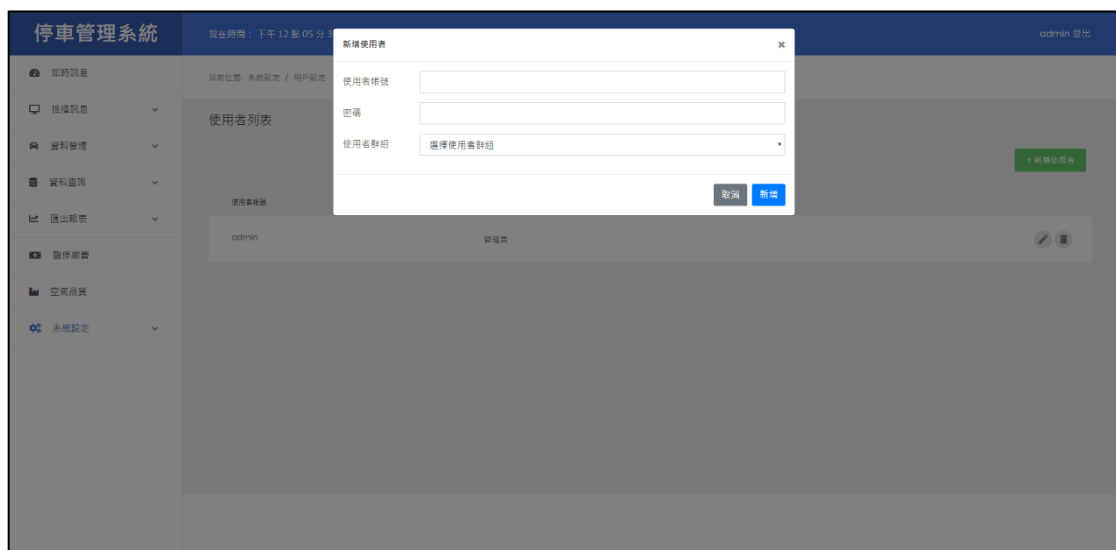 停車管理系統
現在時間： 下午 12 點 05 分 3
admin 登出
新增使用者
使用者帳號
密碼
使用者群組
選擇使用者群組
取消
新增
即時訊息
推播訊息
資料管理
資料查詢
匯出報表
臨停繳費
空氣品質
系統設定
目前位置: 系統設定 / 用戶設定
使用者列表
+ 新增使用者
使用者帳號
admin
管理員